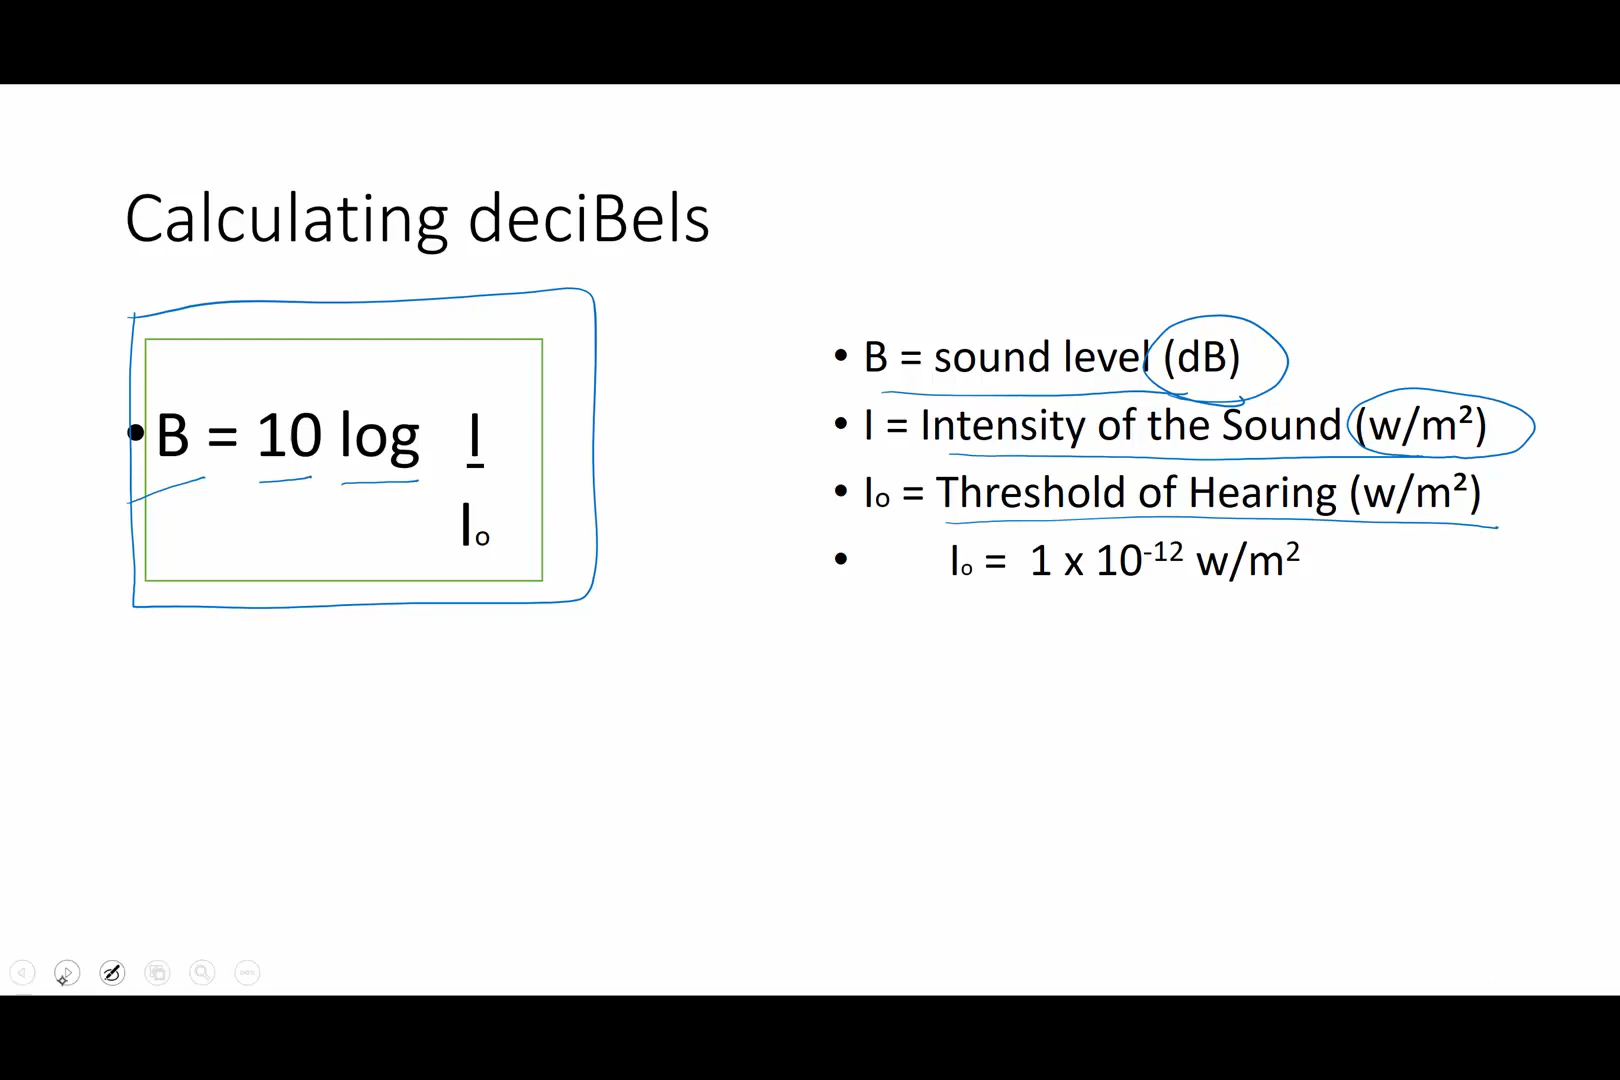 Calculating deciBels
• B = 10 log I
Iₒ
• B = sound level (dB)
• I = Intensity of the Sound (w/m²)
• Iₒ = Threshold of Hearing (w/m²)
• Iₒ = 1 x 10⁻¹² w/m²